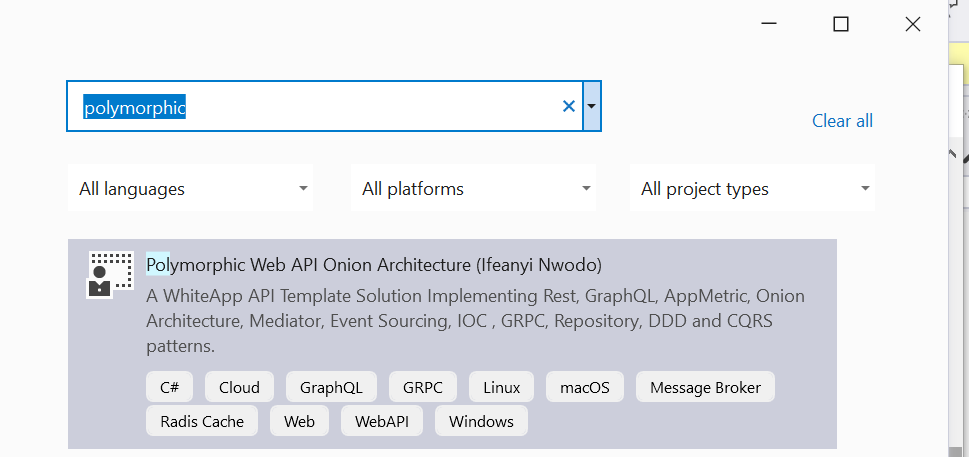 polymorphic
Clear all
All languages
All platforms
All project types
Polymorphic Web API Onion Architecture (Ifeanyi Nwodo)
A WhiteApp API Template Solution Implementing Rest, GraphQL, AppMetric, Onion
Architecture, Mediator, Event Sourcing, IOC , GRPC, Repository, DDD and CQRS
patterns.
C# Cloud GraphQL GRPC Linux macOS Message Broker
Radis Cache Web WebAPI Windows